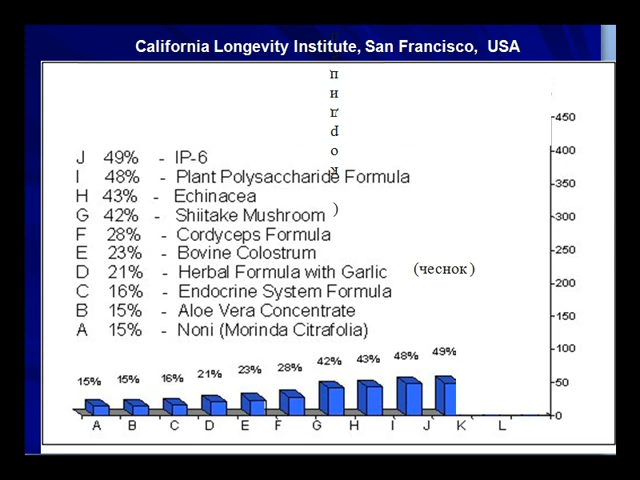 California Longevity Institute, San Francisco, USA
п
и
д
р
о
к
)
J 49% - IP-6
I 48% - Plant Polysaccharide Formula
H 43% - Echinacea
G 42% - Shiitake Mushroom
F 28% - Cordyceps Formula
E 23% - Bovine Colostrum
D 21% - Herbal Formula with Garlic (чеснок)
C 16% - Endocrine System Formula
B 15% - Aloe Vera Concentrate
A 15% - Noni (Morinda Citrafolia)
450
400
350
300
250
200
150
100
50
0
15% 15% 16% 21% 23% 28% 42% 43% 48% 49%
A B C D E F G H I J K L